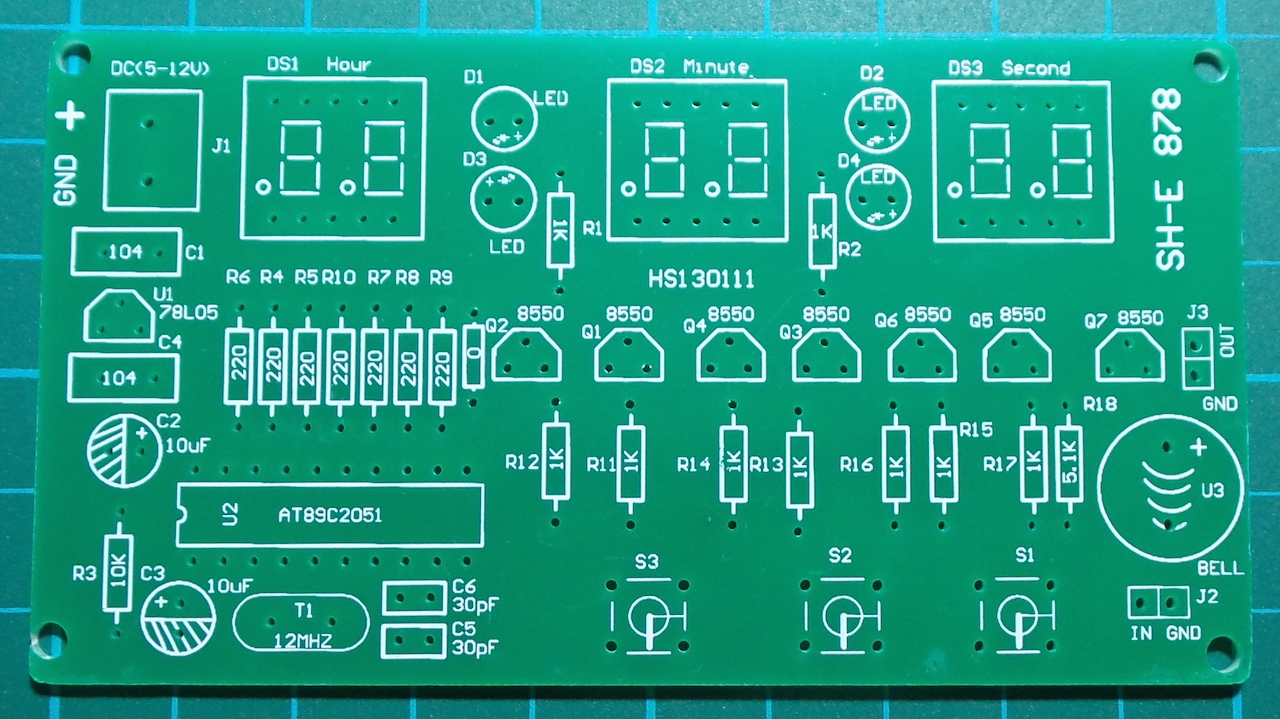 DC(5-12V)
DS1 Hour
D1
LED
DS2 Minute
D2
LED
DS3 Second
SH-E 878
+
GND
J1
D3
LED
D4
LED
1K
R1
1K
R2
104
C1
HS130111
R6 R4 R5 R10 R7 R8 R9
U1
78L05
C4
104
220
220
220
220
220
220
220
0
Q2 8550
Q1 8550
Q4 8550
Q3 8550
Q6 8550
Q5 8550
Q7 8550
J3
OUT
GND
C2
+
10uF
R12
1K
R11
1K
R14
1K
R13
1K
R16
1K
R15
1K
R17
1K
R18
5.1K
+
U3
BELL
U2
AT89C2051
R3
10K
C3
10uF
+
T1
12MHZ
C6
30pF
C5
30pF
S3
S2
S1
J2
IN GND